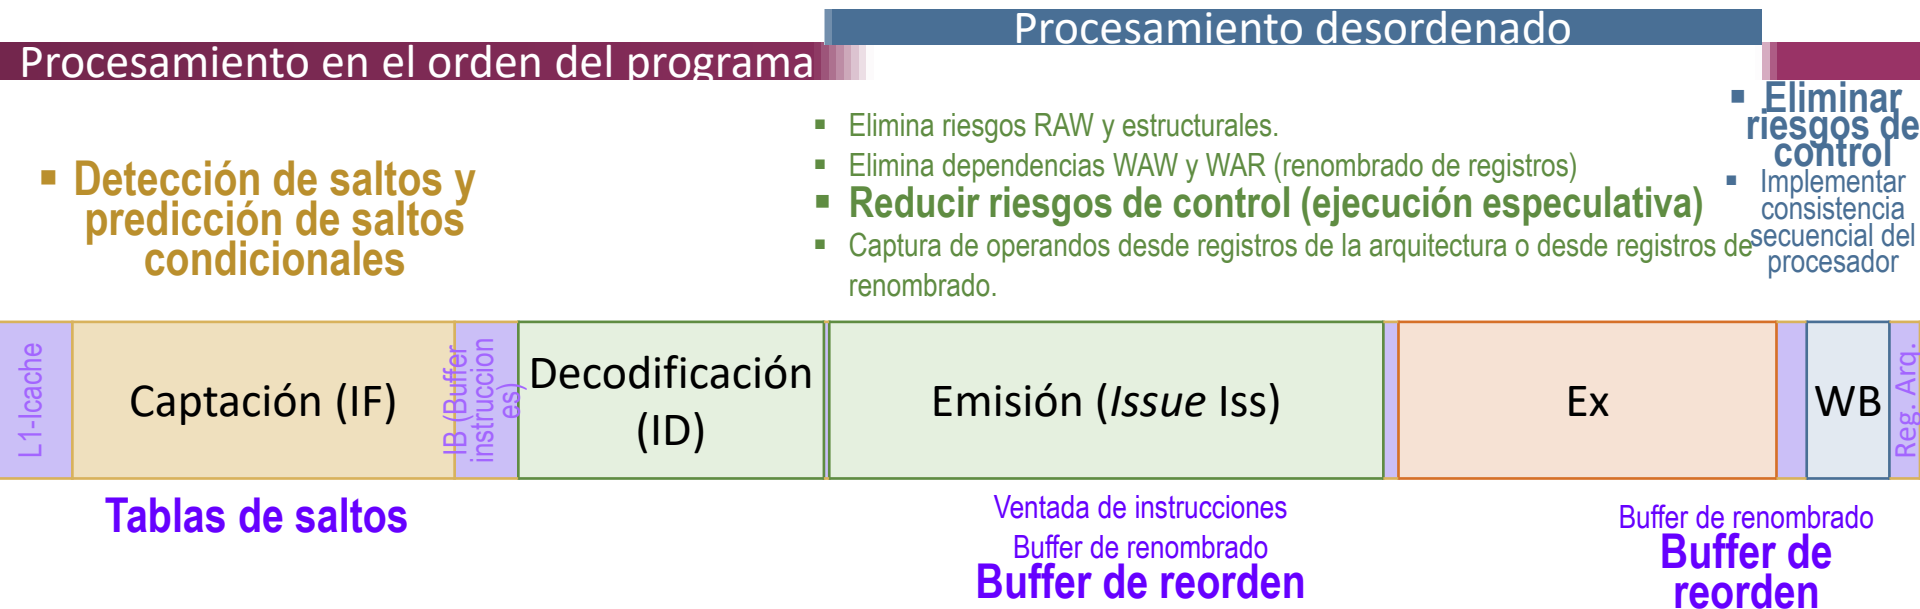 Procesamiento desordenado
Procesamiento en el orden del programa
▪ Detección de saltos y
predicción de saltos
condicionales
▪ Elimina riesgos RAW y estructurales.
▪ Elimina dependencias WAW y WAR (renombrado de registros)
▪ Reducir riesgos de control (ejecución especulativa)
▪ Captura de operandos desde registros de la arquitectura o desde registros de
renombrado.
▪ Eliminar
riesgos de
control
▪ Implementar
consistencia
secuencial del
procesador
L1-Icache
Captación (IF)
IB (Buffer
instruccion
es)
Decodificación
(ID)
Emisión (Issue Iss)
Ex
WB
Reg. Arq.
Tablas de saltos
Ventada de instrucciones
Buffer de renombrado
Buffer de reorden
Buffer de renombrado
Buffer de
reorden